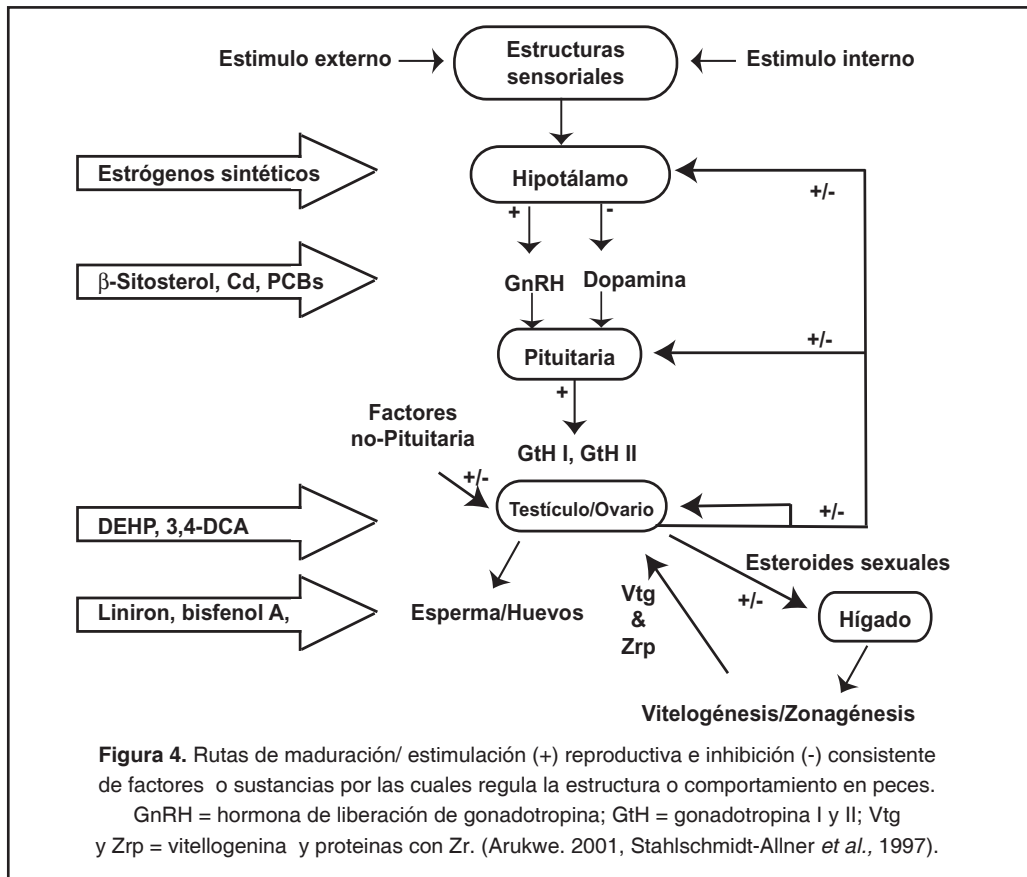 Estimulo externo
Estructuras
sensoriales
Estimulo interno
Estrógenos sintéticos
Hipotálamo
+/-
+
-
β-Sitosterol, Cd, PCBs
GnRH
Dopamina
Pituitaria
+/-
+
Factores
no-Pituitaria
GtH I, GtH II
+/-
DEHP, 3,4-DCA
Testículo/Ovario
+/-
Esteroides sexuales
Liniron, bisfenol A,
Esperma/Huevos
Vtg
&
Zrp
+/-
Hígado
Vitelogénesis/Zonagénesis
Figura 4. Rutas de maduración/ estimulación (+) reproductiva e inhibición (-) consistente
de factores o sustancias por las cuales regula la estructura o comportamiento en peces.
GnRH = hormona de liberación de gonadotropina; GtH = gonadotropina I y II; Vtg
y Zrp = vitellogenina y proteinas con Zr. (Arukwe. 2001, Stahlschmidt-Allner et al., 1997).